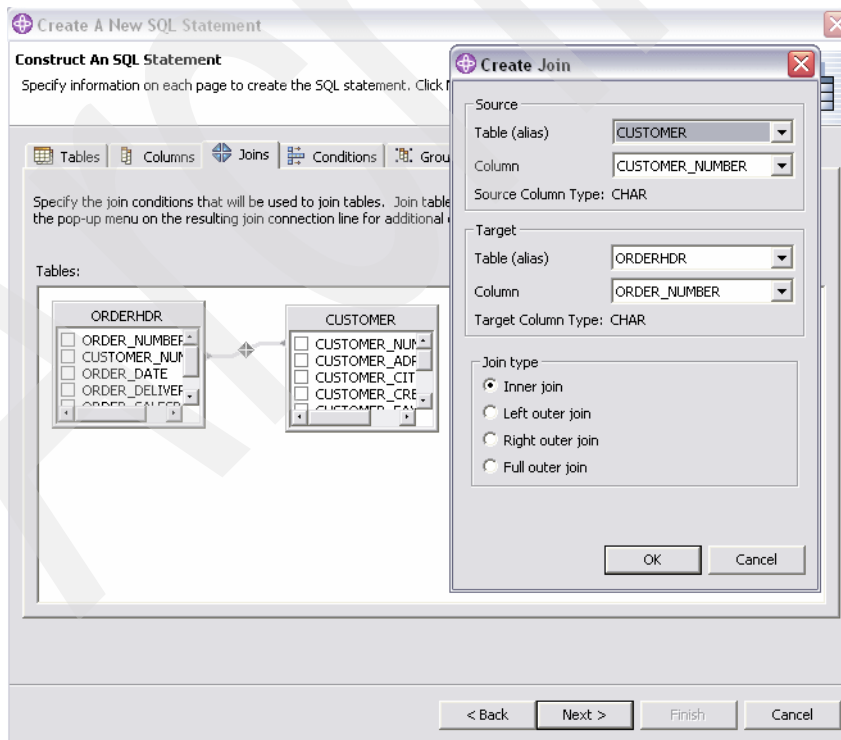 Create A New SQL Statement
Construct An SQL Statement
Specify information on each page to create the SQL statement. Click
Tables
Columns
Joins
Conditions
Grou
Specify the join conditions that will be used to join tables. Join table
the pop-up menu on the resulting join connection line for additional
Tables:
ORDERHDR
ORDER_NUMBER
CUSTOMER_NUM
ORDER_DATE
ORDER_DELIVER
CUSTOMER
CUSTOMER_NUM
CUSTOMER_ADR
CUSTOMER_CIT
CUSTOMER_CRE
Create Join
Source
Table (alias)
CUSTOMER
Column
CUSTOMER_NUMBER
Source Column Type: CHAR
Target
Table (alias)
ORDERHDR
Column
ORDER_NUMBER
Target Column Type: CHAR
Join type
Inner join
Left outer join
Right outer join
Full outer join
OK
Cancel
< Back
Next >
Finish
Cancel